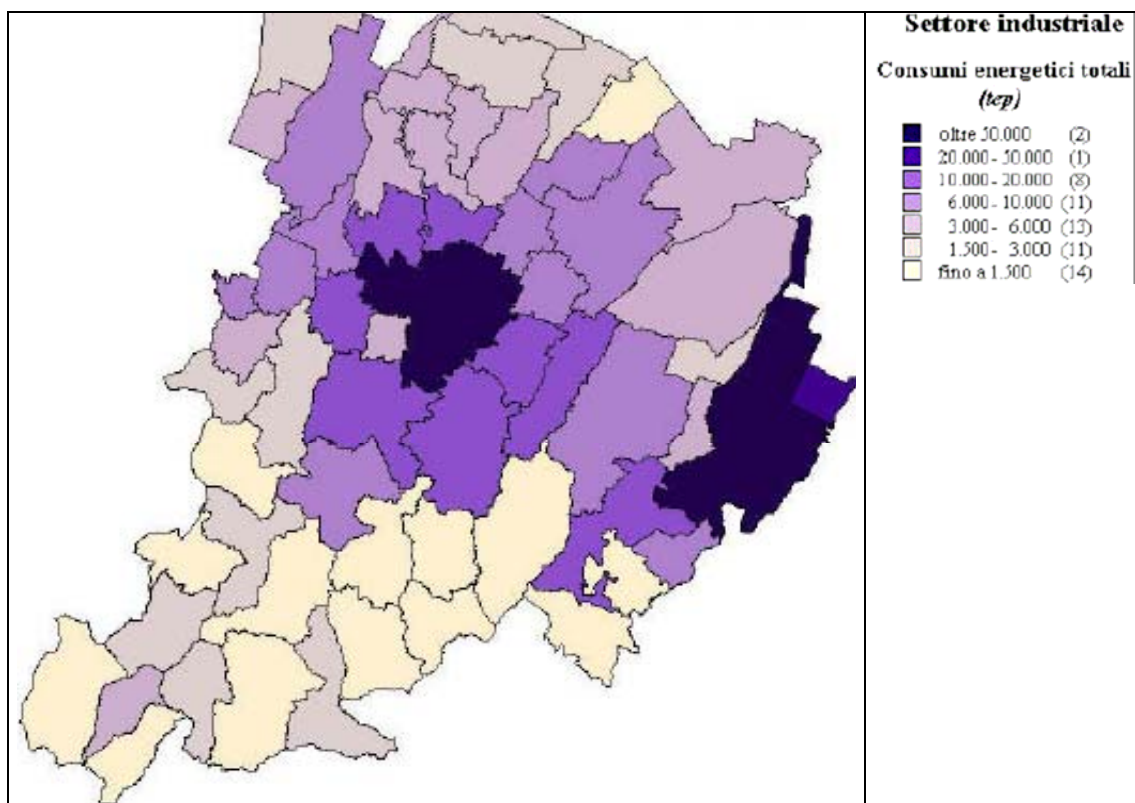 Settore industriale
Consumi energetici totali
(tep)
oltre 50.000 (2)
20.000 - 50.000 (1)
10.000 - 20.000 (8)
6.000 - 10.000 (11)
3.000 - 6.000 (13)
1.500 - 3.000 (11)
fino a 1.500 (14)